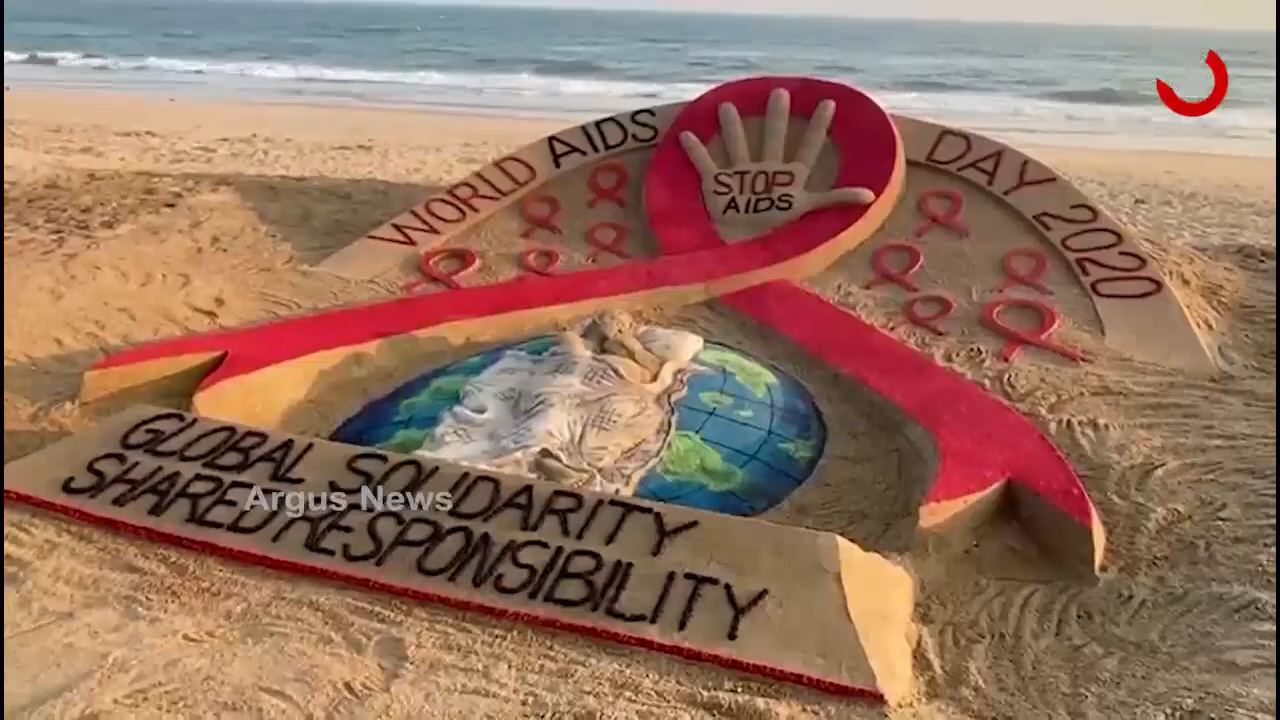 WORLD AIDS DAY 2020
STOP
AIDS
GLOBAL SOLIDARITY
SHARED RESPONSIBILITY
Argus News